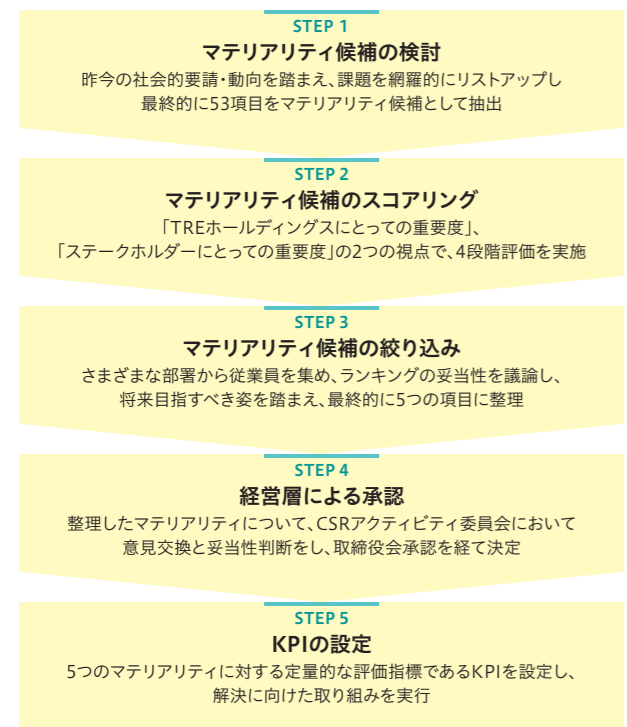 STEP 1
マテリアリティ候補の検討
昨今の社会的要請・動向を踏まえ、課題を網羅的にリストアップし
最終的に53項目をマテリアリティ候補として抽出
STEP 2
マテリアリティ候補のスコアリング
「TREホールディングスにとっての重要度」、
「ステークホルダーにとっての重要度」の2つの視点で、4段階評価を実施
STEP 3
マテリアリティ候補の絞り込み
さまざまな部署から従業員を集め、ランキングの妥当性を議論し、
将来目指すべき姿を踏まえ、最終的に5つの項目に整理
STEP 4
経営層による承認
整理したマテリアリティについて、CSRアクティビティ委員会において
意見交換と妥当性判断をし、取締役会承認を経て決定
STEP 5
KPIの設定
5つのマテリアリティに対する定量的な評価指標であるKPIを設定し、
解決に向けた取り組みを実行